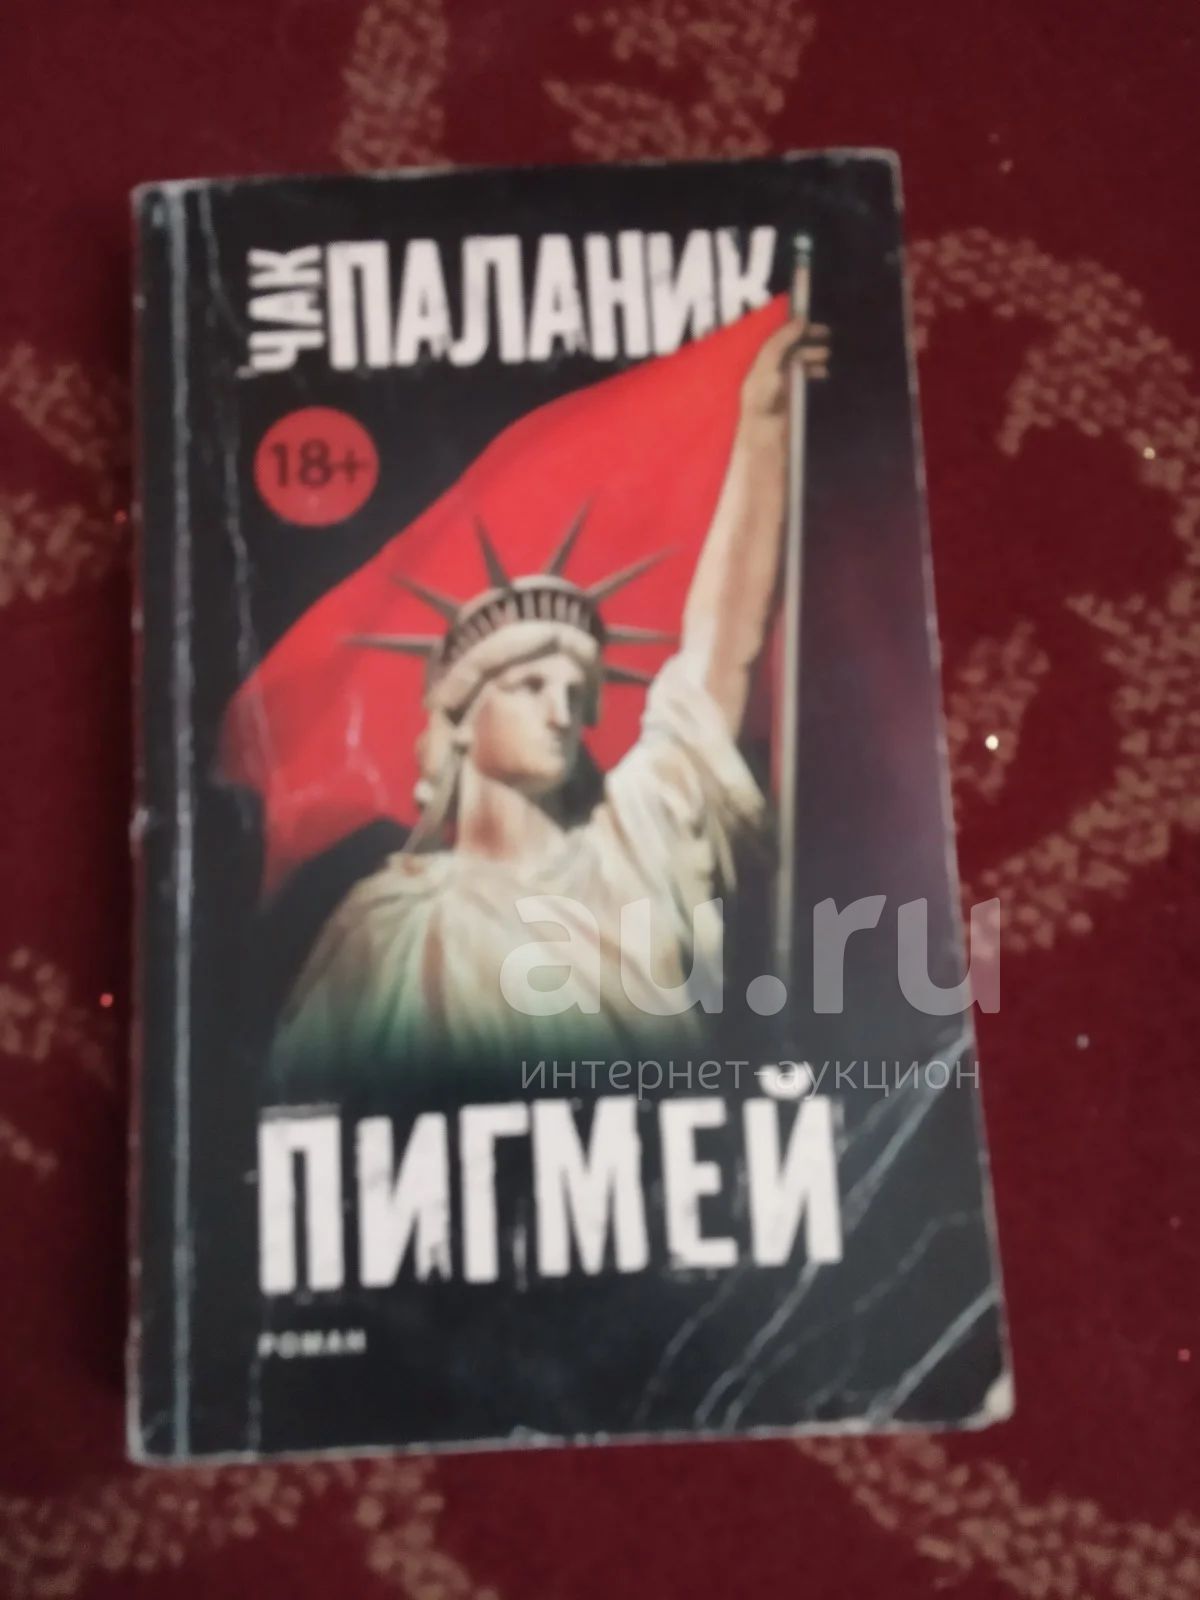 ЧАК
ПАЛАНИК
18+
au.ru
интернет-аукцион
ПИГМЕЙ
РОМАН